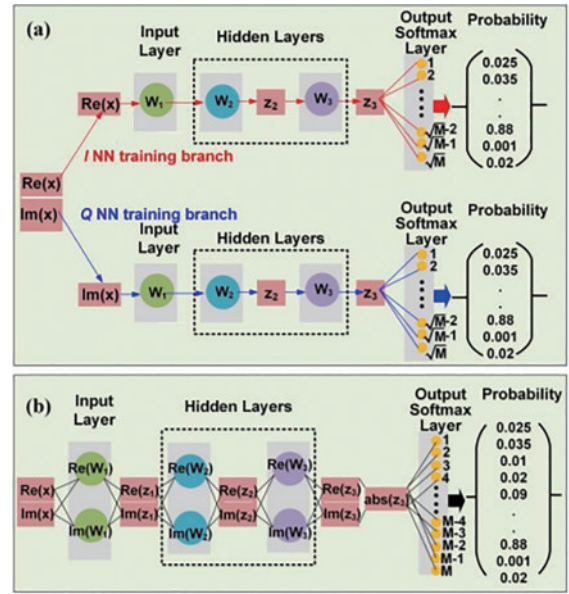 (a)
Input
Layer
Hidden Layers
Output
Softmax
Layer
Probability
Re(x)
W₁
W₂
z₂
W₃
z₃
1
2
√M-2
√M-1
√M
0.025
0.035
.
.
0.88
0.001
0.02
I NN training branch
Re(x)
Im(x)
Q NN training branch
Input
Layer
Hidden Layers
Output
Softmax
Layer
Probability
Im(x)
W₁
W₂
z₂
W₃
z₃
1
2
√M-2
√M-1
√M
0.025
0.035
.
.
0.88
0.001
0.02
(b)
Input
Layer
Hidden Layers
Output
Softmax
Layer
Probability
Re(x)
Im(x)
Re(W₁)
Im(W₁)
Re(z₁)
Im(z₁)
Re(W₂)
Im(W₂)
Re(z₂)
Im(z₂)
Re(W₃)
Im(W₃)
Re(z₃)
Im(z₃)
abs(z₃)
1
2
3
4
M-4
M-3
M-2
M-1
M
0.025
0.035
0.01
0.02
0.09
.
.
0.88
0.001
0.02